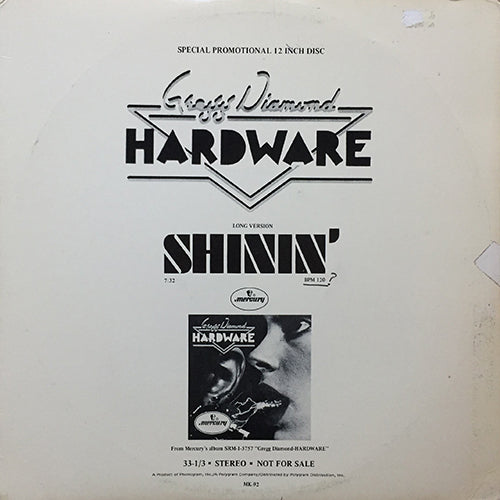 SPECIAL PROMOTIONAL 12 INCH DISC
Gregg Diamond
HARDWARE
LONG VERSION
SHININ'
7:32 BPM 120 ?
mercury
Gregg Diamond
HARDWARE
mercury
From Mercury's album SRM-1-3757 "Gregg Diamond-HARDWARE"
33-1/3 • STEREO • NOT FOR SALE
A Product of Phonogram, Inc./A Polygram Company/Distributed by Polygram Distribution, Inc.
MK-92